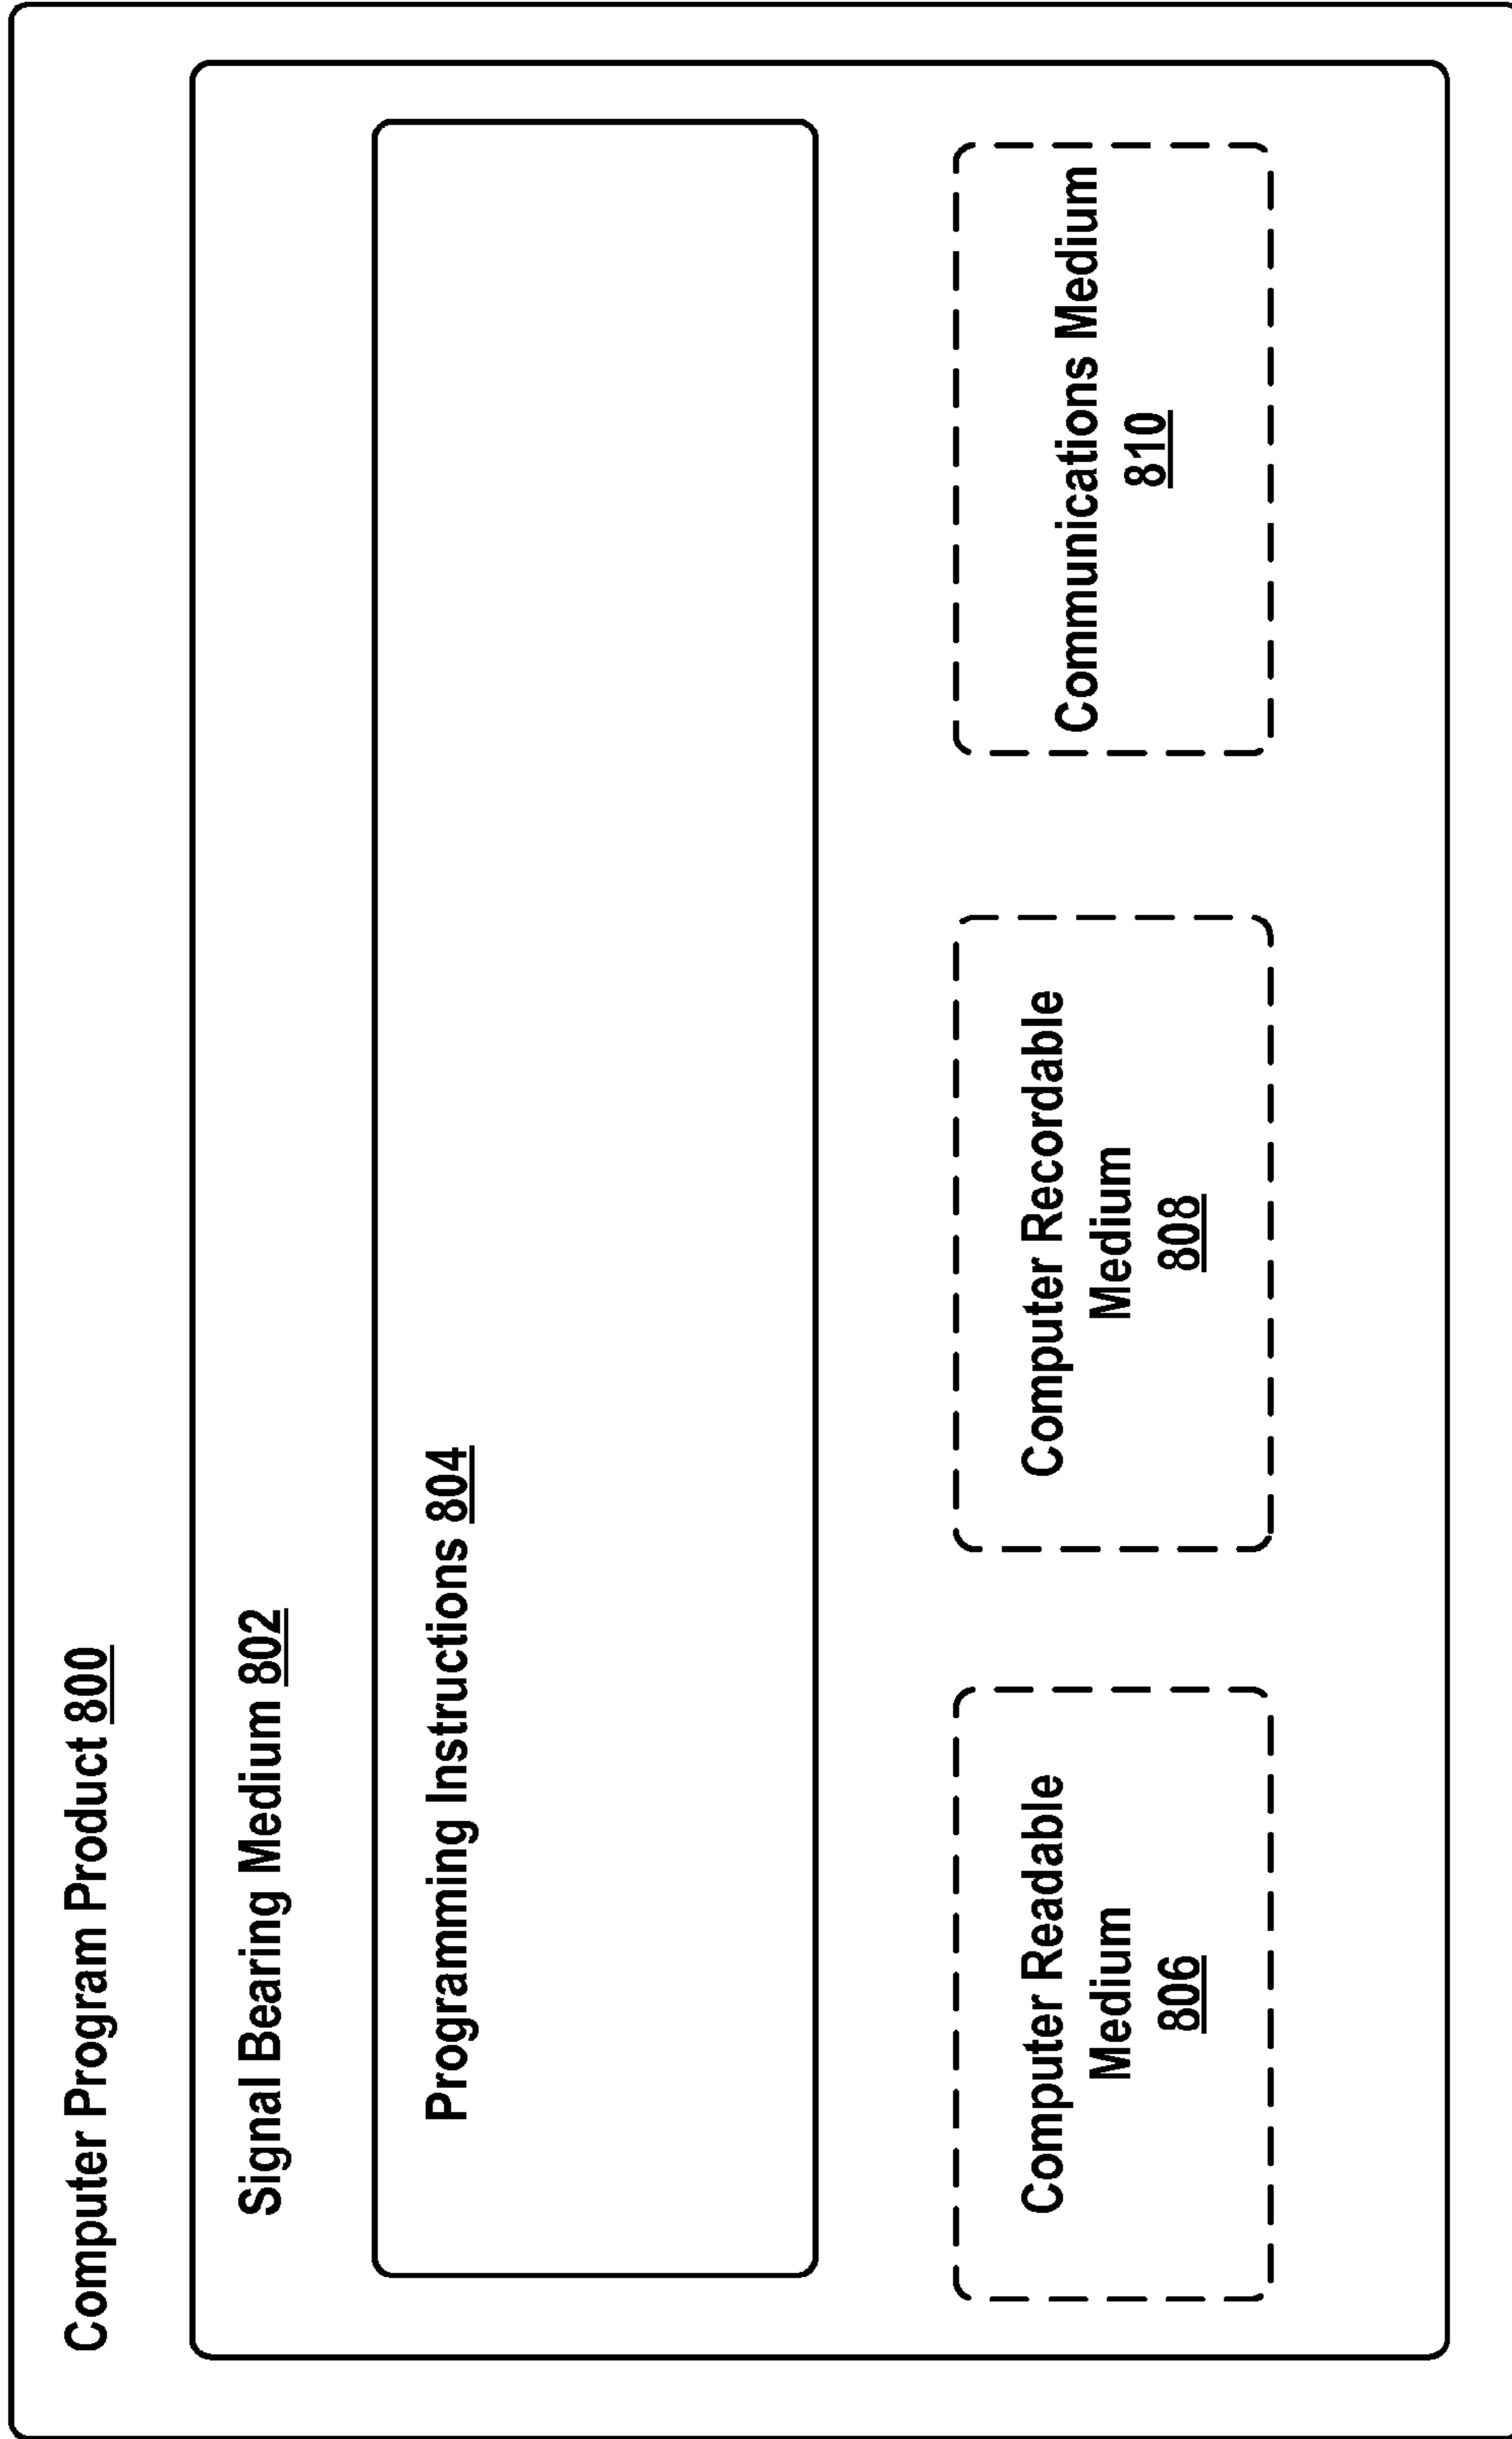 Computer Program Product 800
Signal Bearing Medium 802
Programming Instructions 804
Computer Readable
Medium
806
Computer Recordable
Medium
808
Communications Medium
810